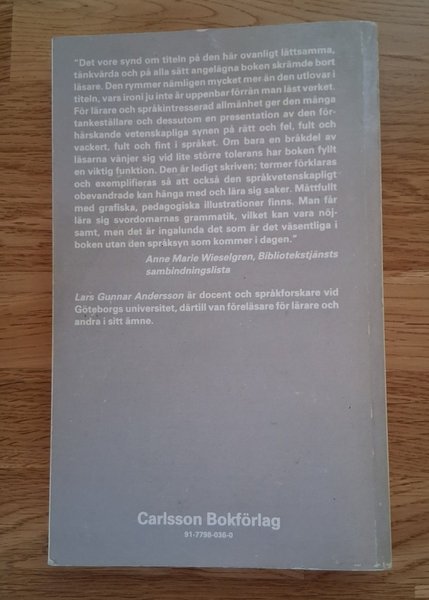 "Det vore synd om titeln på den här ovanligt lättsamma,
tänkvärda och på alla sätt angelägna boken skrämde bort
läsare. Den rymmer nämligen mycket mer än den utlovar i
titeln, vars ironi ju inte är uppenbar förrän man läst verket.
För lärare och språkintresserad allmänhet ger den många
tankeställare och dessutom en presentation av den för-
härskande vetenskapliga synen på rätt och fel, fult och
vackert, fult och fint i språket. Om bara en bråkdel av
läsarna vänjer sig vid lite större tolerans har boken fyllt
en viktig funktion. Den är ledigt skriven; termer förklaras
och exemplifieras så att också den språkvetenskapligt
obevandrade kan hänga med och lära sig saker. Måttfullt
med grafiska, pedagogiska illustrationer finns. Man får
lära sig svordomarnas grammatik, vilket kan vara nöj-
samt, men det är ingalunda det som är det väsentliga i
boken utan den språksyn som kommer i dagen."
Anne Marie Wieselgren, Bibliotekstjänsts
sambindningslista
Lars Gunnar Andersson är docent och språkforskare vid
Göteborgs universitet, därtill van föreläsare för lärare och
andra i sitt ämne.
Carlsson Bokförlag
91-7798-036-0